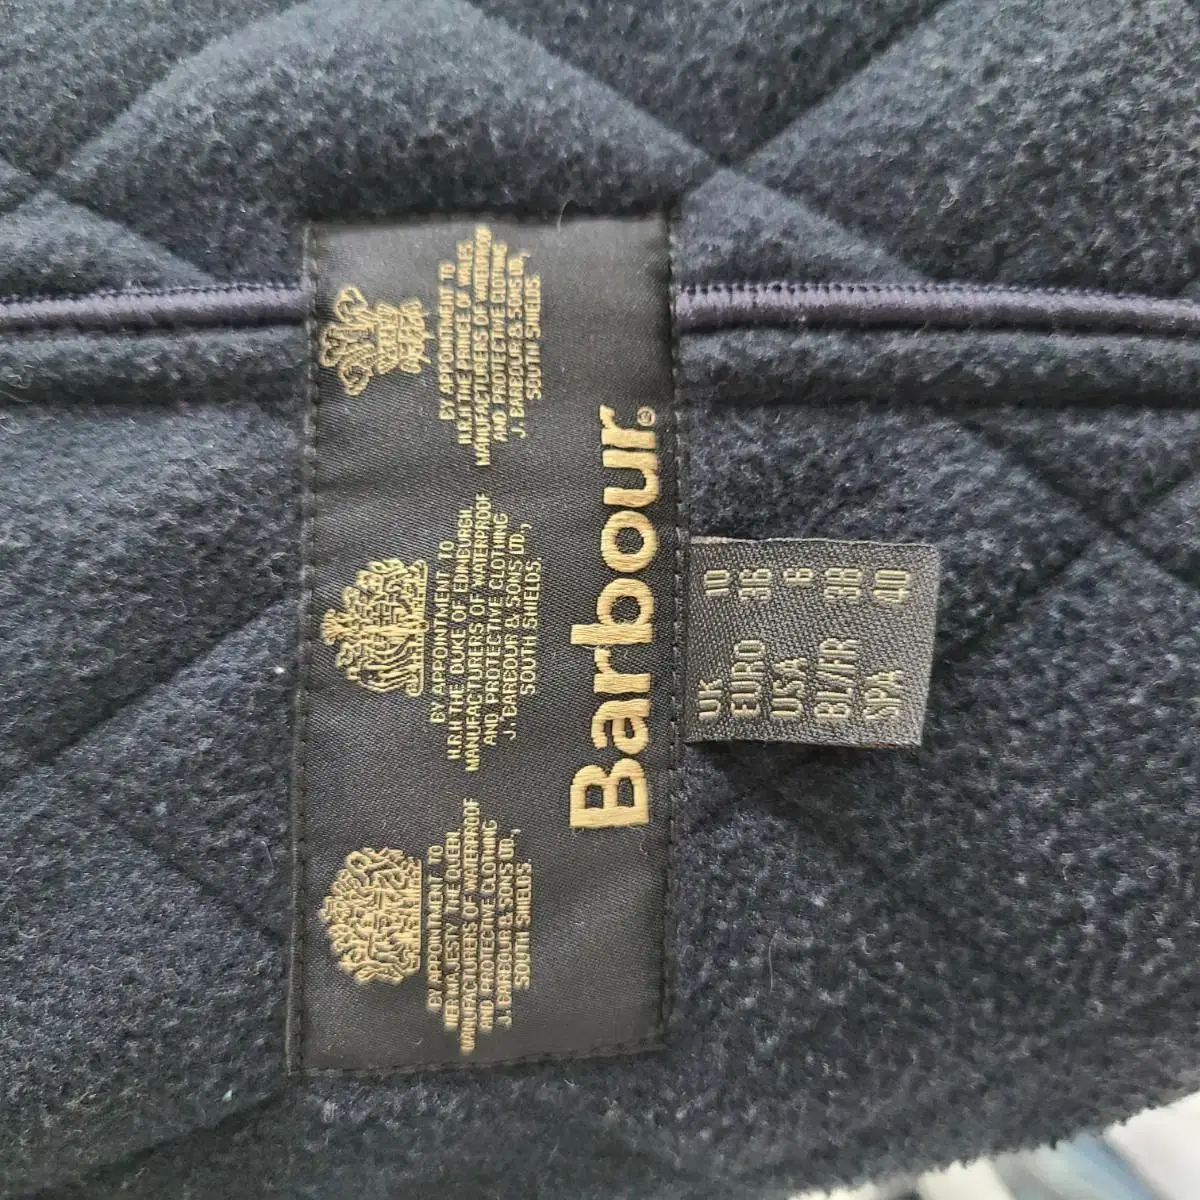 BY APPOINTMENT TO
HER MAJESTY THE QUEEN.
MANUFACTURERS OF WATERPROOF
AND PROTECTIVE CLOTHING
J. BARBOUR & SONS LTD.,
SOUTH SHIELDS.
BY APPOINTMENT TO
H.R.H THE DUKE OF EDINBURGH.
MANUFACTURERS OF WATERPROOF
AND PROTECTIVE CLOTHING
J. BARBOUR & SONS LTD.,
SOUTH SHIELDS.
BY APPOINTMENT TO
H.R.H THE PRINCE OF WALES.
MANUFACTURERS OF WATERPROOF
AND PROTECTIVE CLOTHING
J. BARBOUR & SONS LTD,
SOUTH SHIELDS.
Barbour®
UK 10
EURO 36
USA 6
BL/FR 38
SPA 40